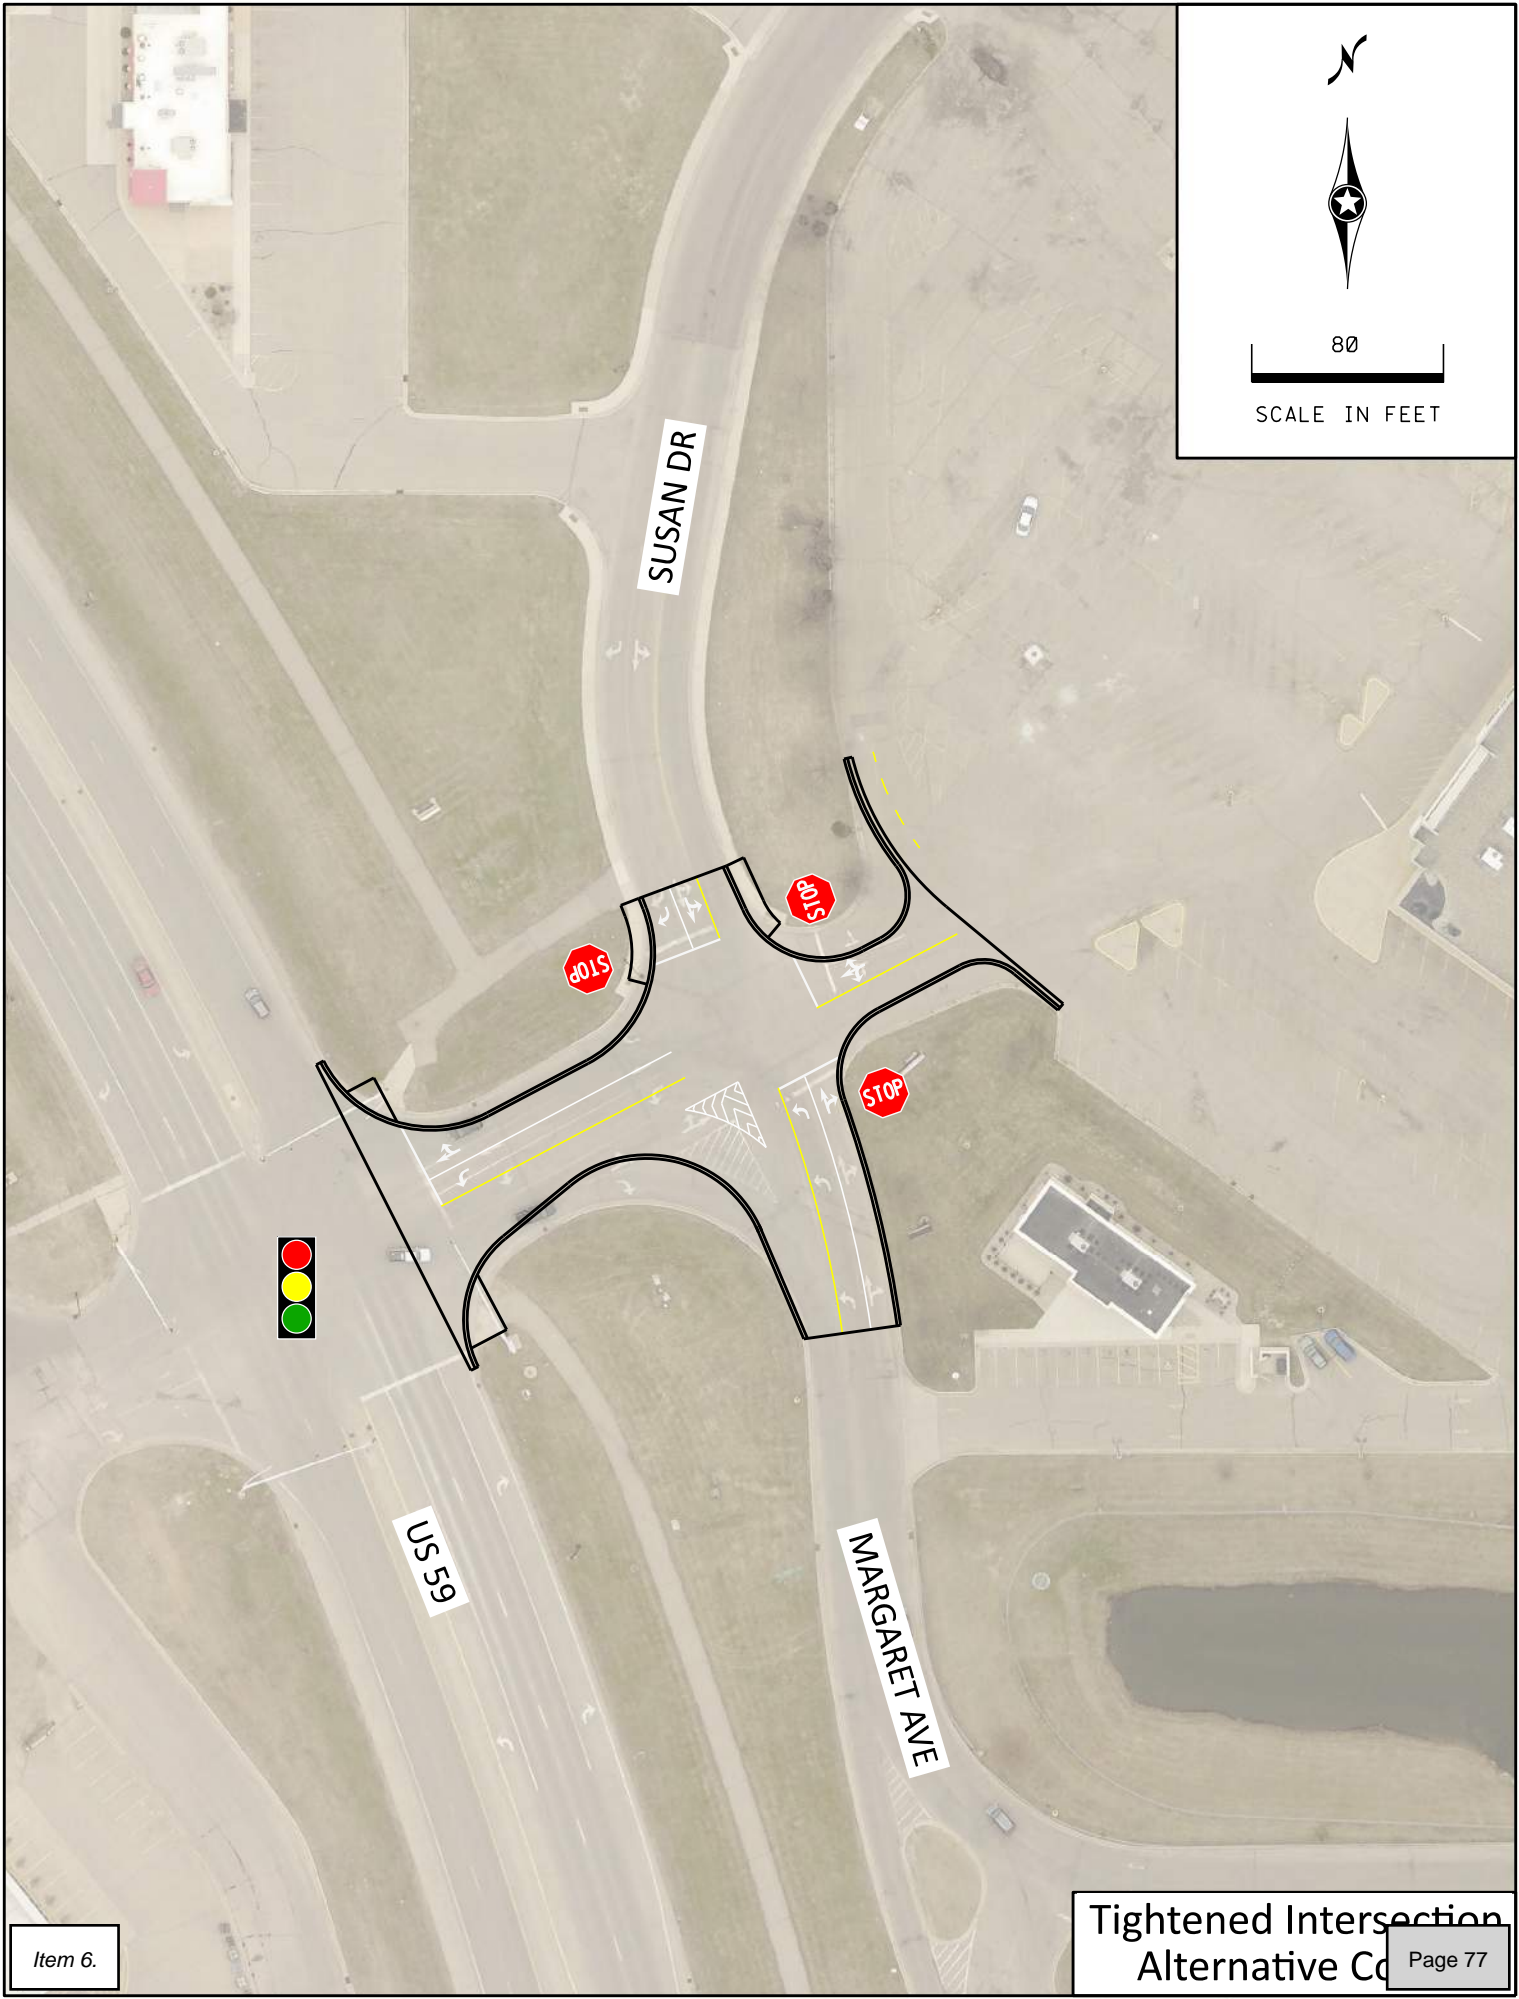 N
80
SCALE IN FEET
SUSAN DR
STOP
STOP
STOP
US 59
MARGARET AVE
Tightened Intersection
Alternative
Page 77
Item 6.